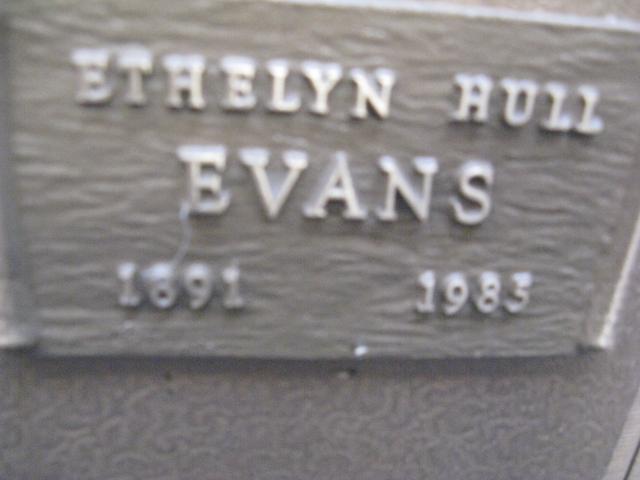 ETHELYN HULL
EVANS
1891 1983